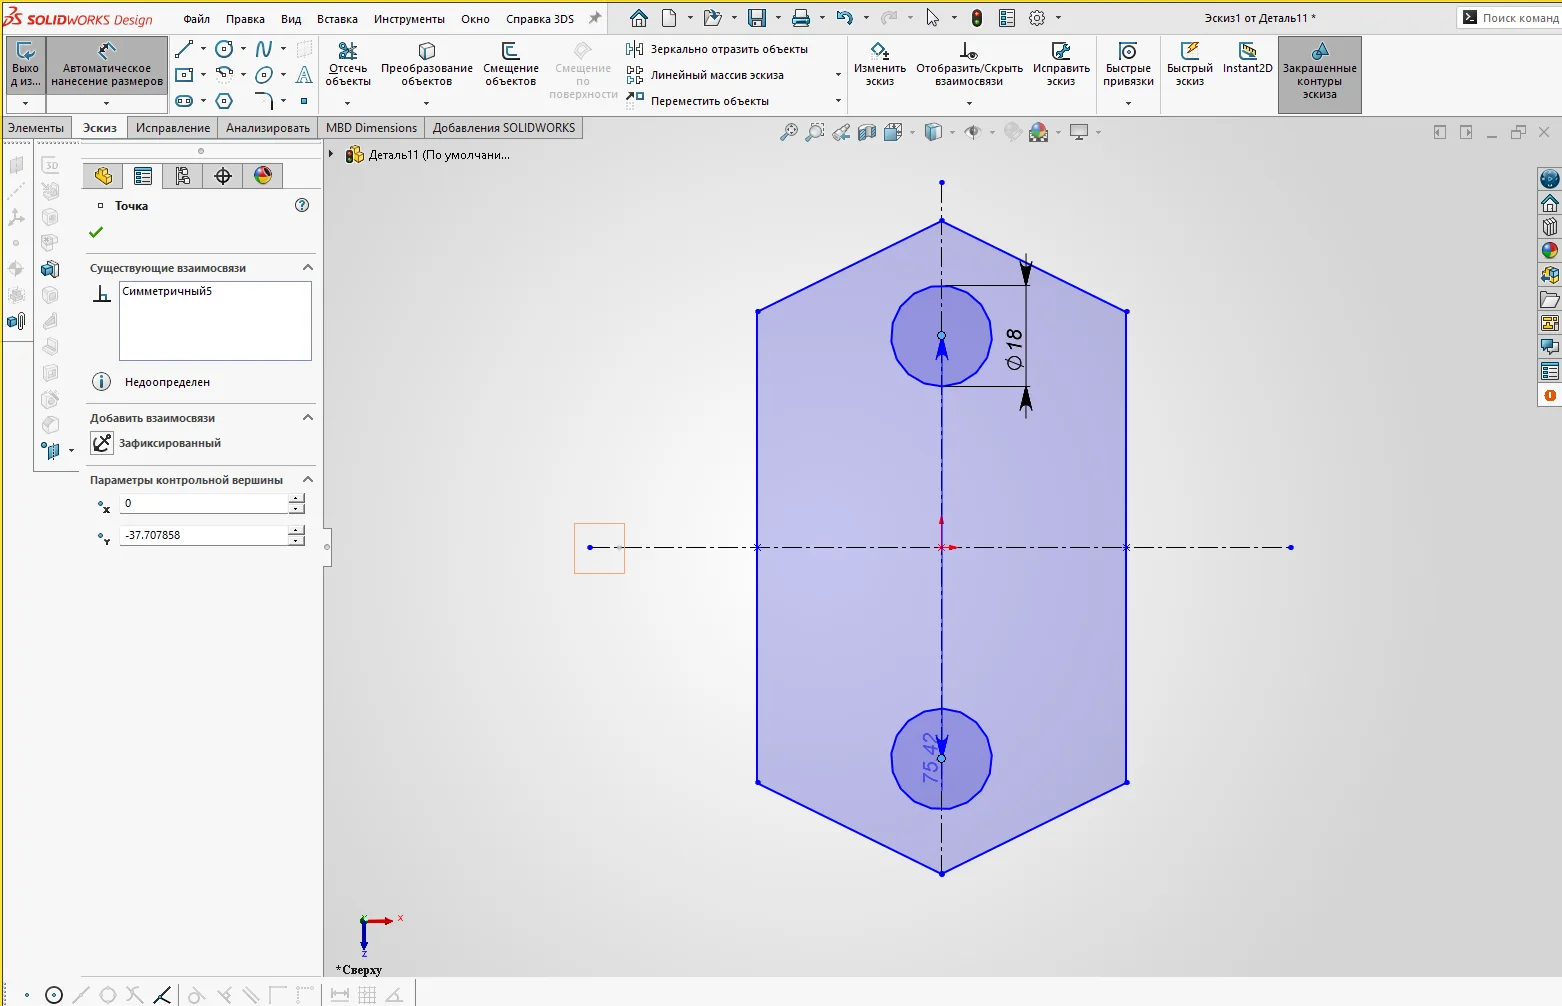 SOLIDWORKS Design
Файл Правка Вид Вставка Инструменты Окно Справка 3DS
Эскиз1 от Деталь11 *
Поиск команд
Выхо
д из...
Автоматическое
нанесение размеров
Отсечь
объекты
Преобразование
объектов
Смещение
объектов
Смещение
по
поверхности
Зеркально отразить объекты
Линейный массив эскиза
Переместить объекты
Изменить
эскиз
Отобразить/Скрыть
взаимосвязи
Исправить
эскиз
Быстрые
привязки
Быстрый
эскиз
Instant2D
Закрашенные
контуры
эскиза
Элементы Эскиз Исправление Анализировать MBD Dimensions Добавления SOLIDWORKS
Деталь11 (По умолчани...
Точка
Существующие взаимосвязи
Симметричный5
Недоопределен
Добавить взаимосвязи
Зафиксированный
Параметры контрольной вершины
X 0
Y -37.707858
∅18
75,42
X
Y
Z
*Сверху